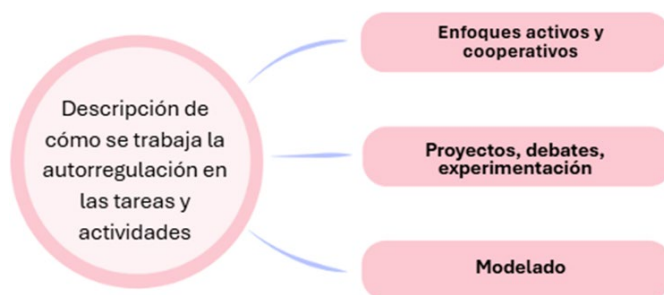 Descripción de
cómo se trabaja la
autorregulación en
las tareas y
actividades
Enfoques activos y
cooperativos
Proyectos, debates,
experimentación
Modelado